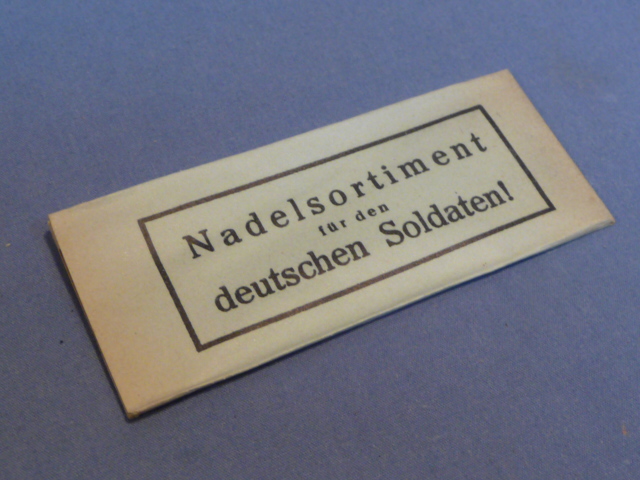 Nadelsortiment
für den
deutschen Soldaten!